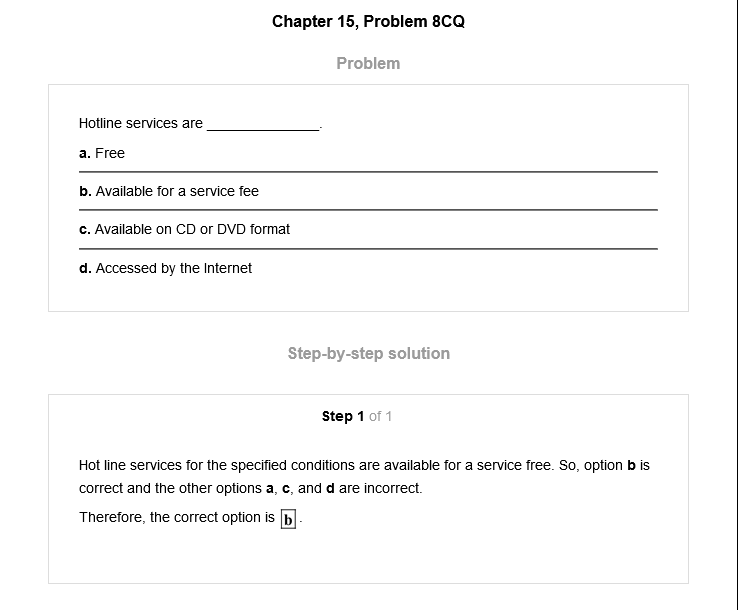 Chapter 15, Problem 8CQ
Problem
Hotline services are _______________.
a. Free
b. Available for a service fee
c. Available on CD or DVD format
d. Accessed by the Internet
Step-by-step solution
Step 1 of 1
Hot line services for the specified conditions are available for a service free. So, option b is
correct and the other options a, c, and d are incorrect.
Therefore, the correct option is b.